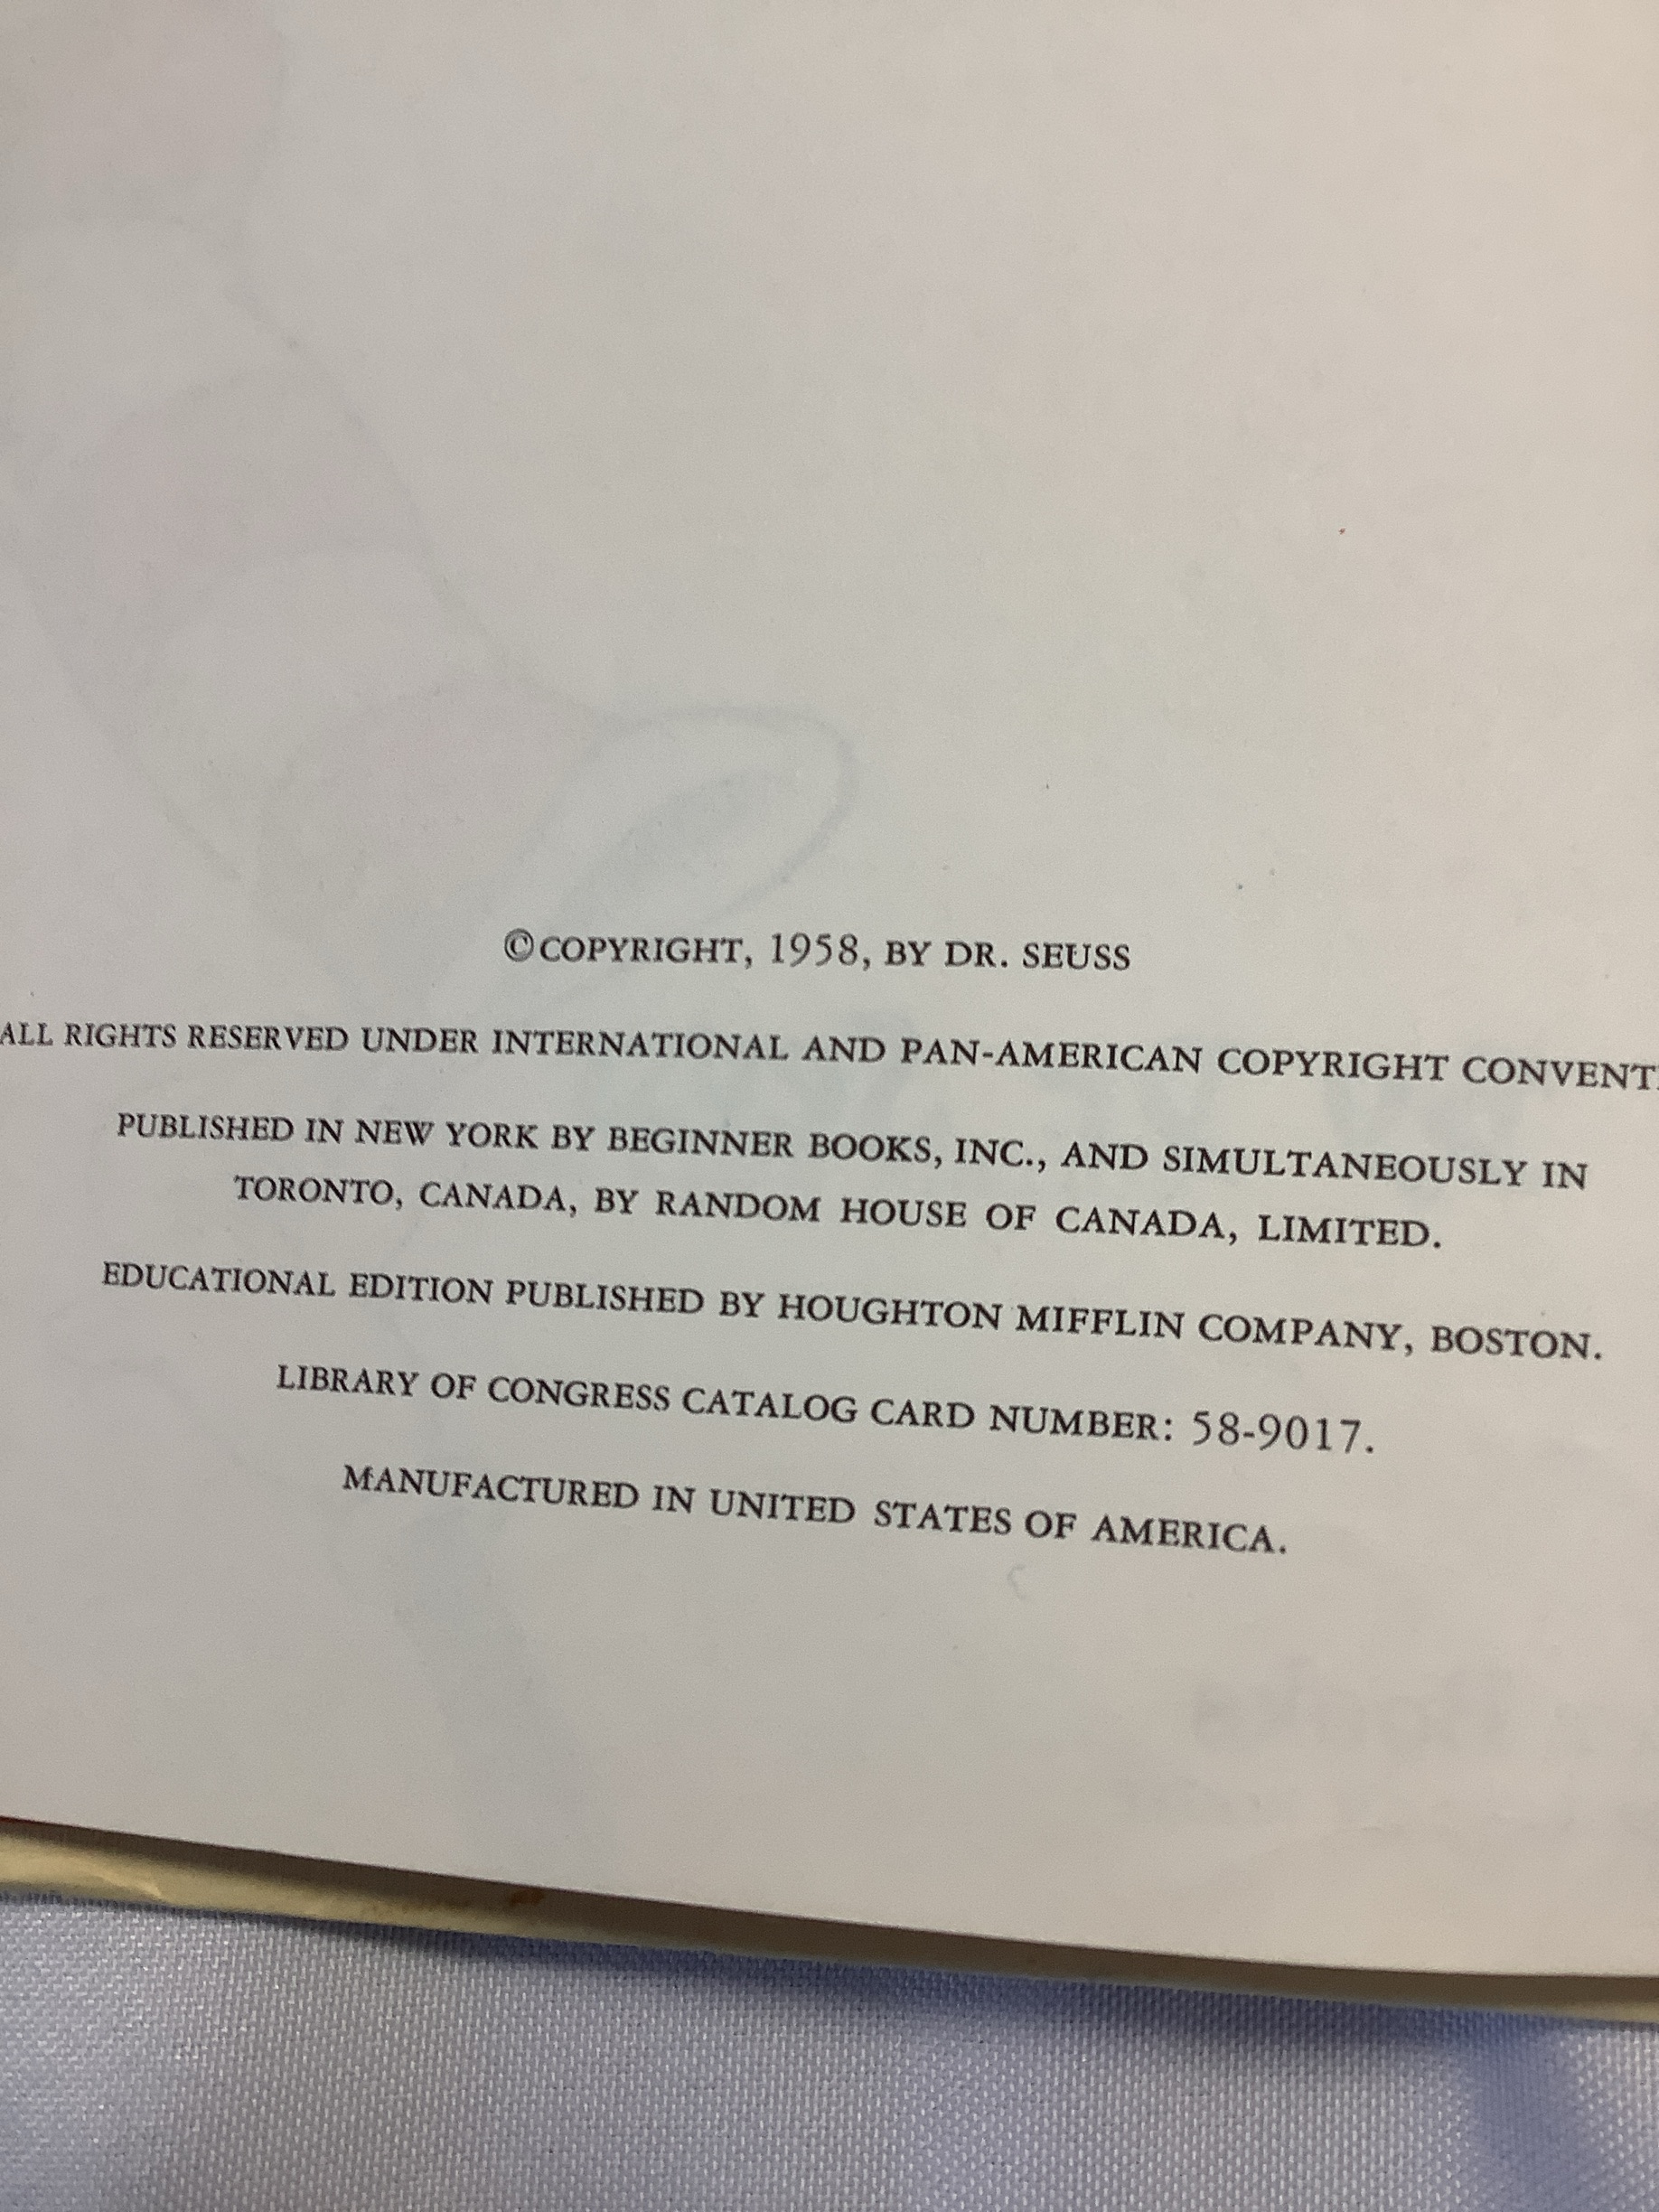 ©COPYRIGHT, 1958, BY DR. SEUSS
ALL RIGHTS RESERVED UNDER INTERNATIONAL AND PAN-AMERICAN COPYRIGHT CONVENTI
PUBLISHED IN NEW YORK BY BEGINNER BOOKS, INC., AND SIMULTANEOUSLY IN
TORONTO, CANADA, BY RANDOM HOUSE OF CANADA, LIMITED.
EDUCATIONAL EDITION PUBLISHED BY HOUGHTON MIFFLIN COMPANY, BOSTON.
LIBRARY OF CONGRESS CATALOG CARD NUMBER: 58-9017.
MANUFACTURED IN UNITED STATES OF AMERICA.